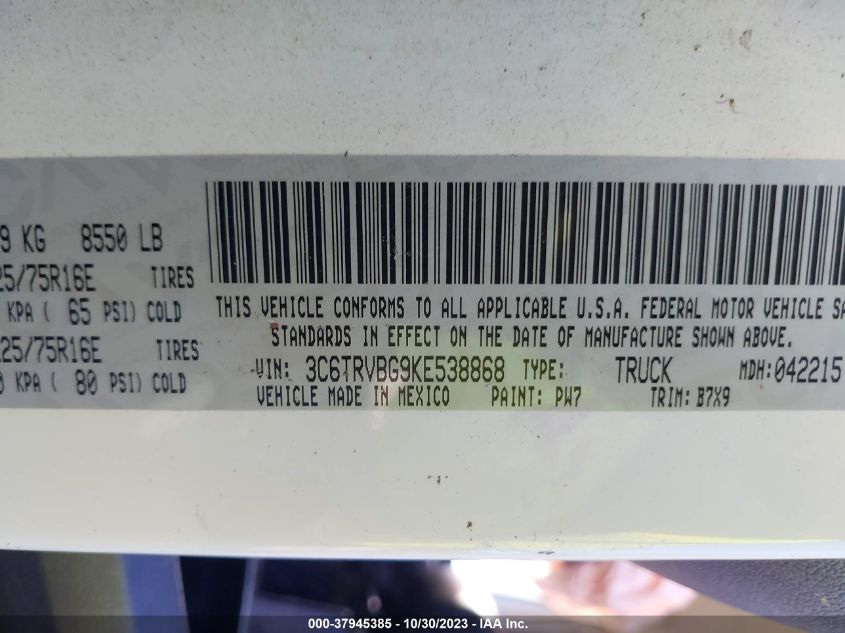 9 KG 8550 LB
25/75R16E TIRES
KPA ( 65 PSI) COLD
225/75R16E TIRES
0 KPA ( 80 PSI) COLD
THIS VEHICLE CONFORMS TO ALL APPLICABLE U.S.A. FEDERAL MOTOR VEHICLE SA
STANDARDS IN EFFECT ON THE DATE OF MANUFACTURE SHOWN ABOVE.
VIN: 3C6TRVBG9KE538868 TYPE: TRUCK MDH:042215
VEHICLE MADE IN MEXICO PAINT: PW7 TRIM: B7X9
000-37945385 - 10/30/2023 - IAA Inc.